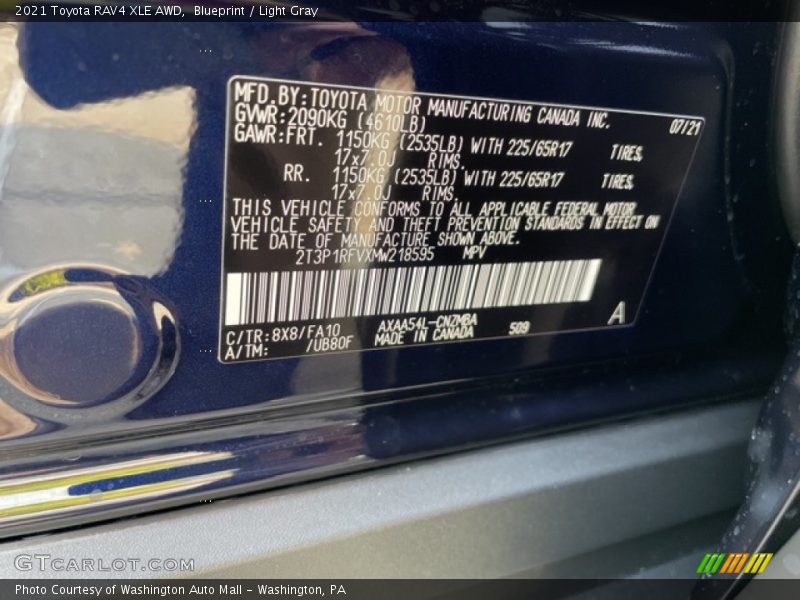 2021 Toyota RAV4 XLE AWD,  Blueprint / Light Gray
MFD.BY:TOYOTA MOTOR MANUFACTURING CANADA INC.
GVWR:2090KG (4610LB) 07/21
GAWR:FRT. 1150KG (2535LB) WITH 225/65R17 TIRES,
17x7.0J RIMS.
RR. 1150KG (2535LB) WITH 225/65R17 TIRES,
17x7.0J RIMS.
THIS VEHICLE CONFORMS TO ALL APPLICABLE FEDERAL MOTOR
VEHICLE SAFETY AND THEFT PREVENTION STANDARDS IN EFFECT ON
THE DATE OF MANUFACTURE SHOWN ABOVE.
2T3P1RFVXMW218595 MPV
C/TR:8X8/FA10 AXAA54L-CNZMBA 509 A
A/TM: /UB80F MADE IN CANADA
GTCARLOT.COM
Photo Courtesy of Washington Auto Mall - Washington, PA